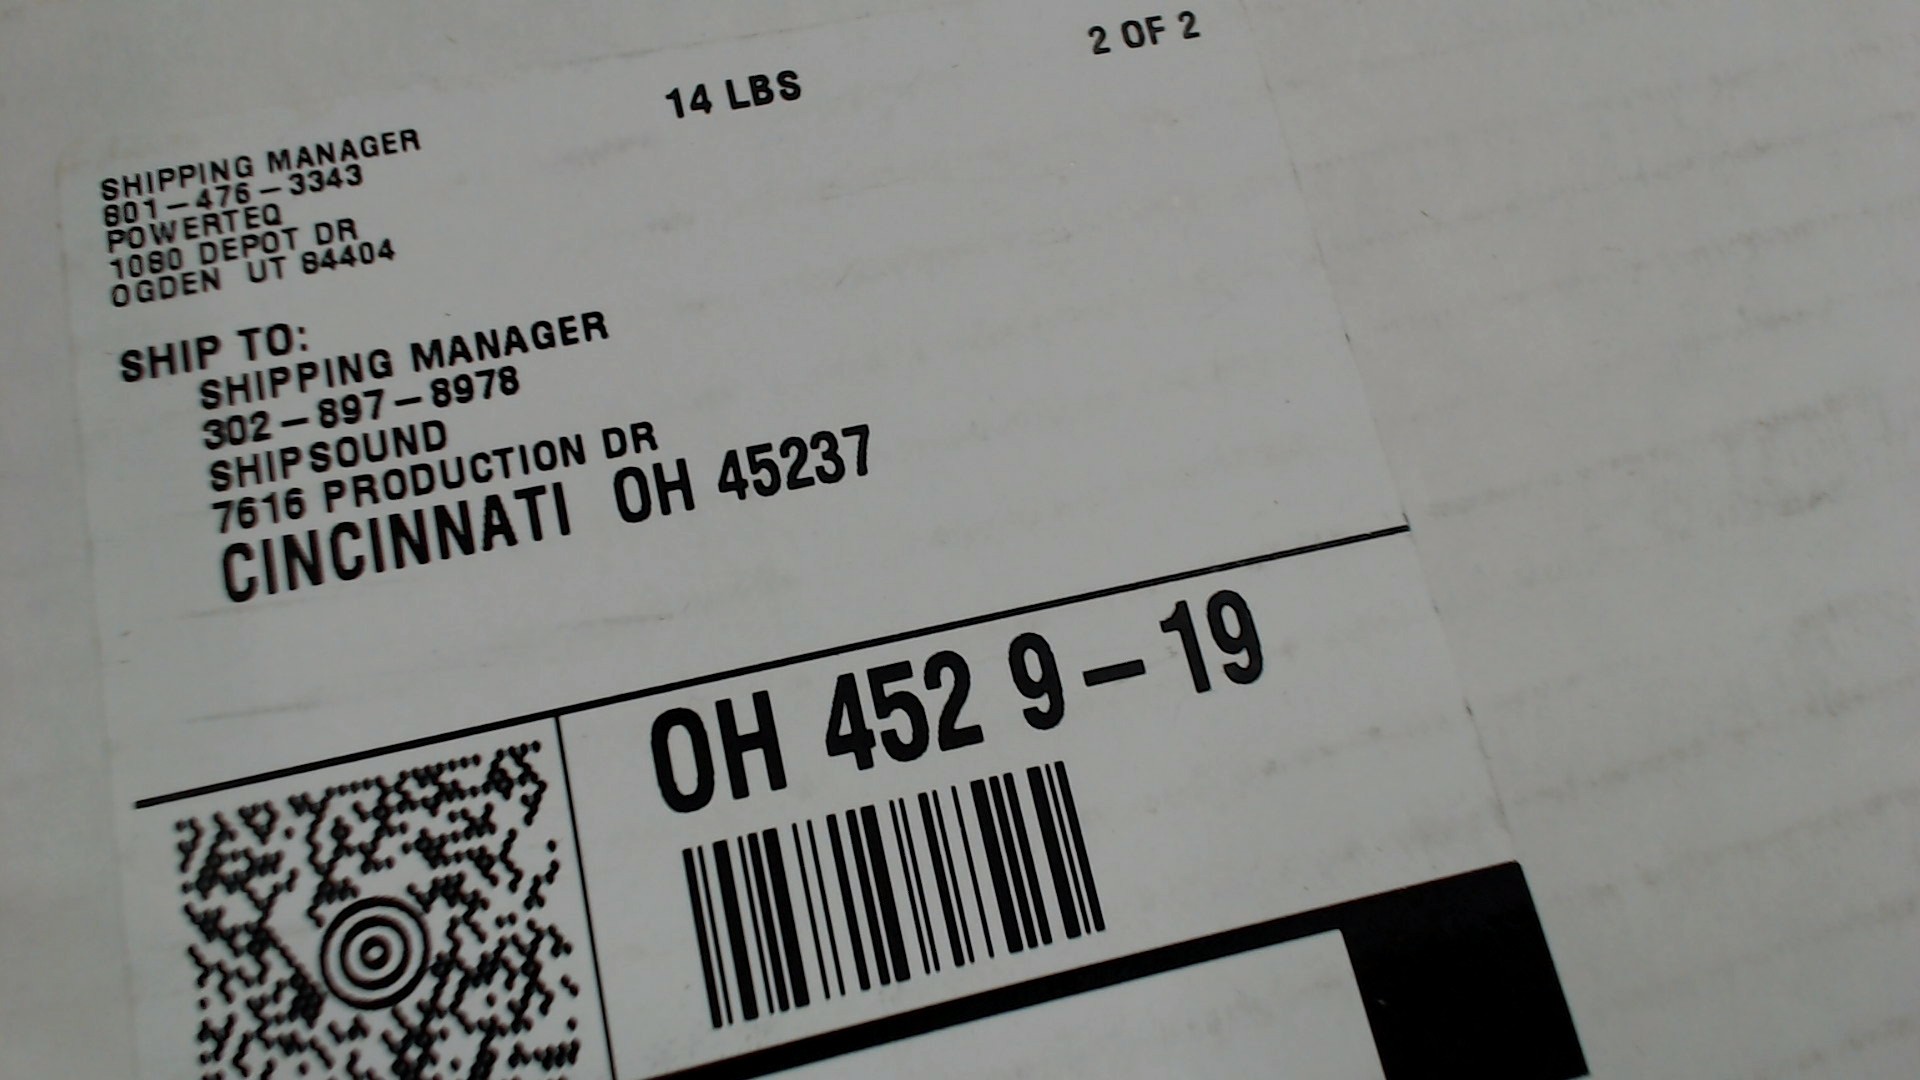 2 OF 2
14 LBS
SHIPPING MANAGER
801-476-3343
POWERTEQ
1080 DEPOT DR
OGDEN UT 84404
SHIP TO:
SHIPPING MANAGER
302-897-8978
SHIPSOUND
7616 PRODUCTION DR
CINCINNATI OH 45237
OH 452 9-19